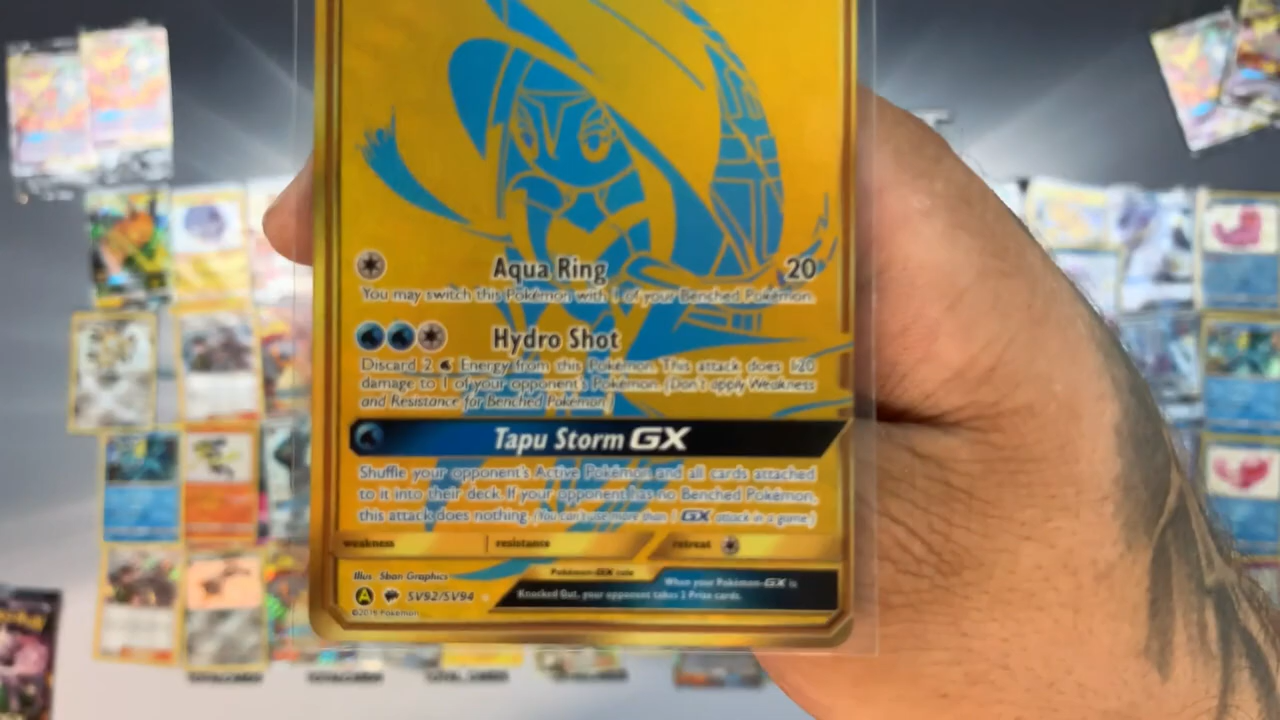 Aqua Ring 20
You may switch this Pokémon with 1 of your Benched Pokémon.
Hydro Shot
Discard 2 Energy from this Pokémon. This attack does 120
damage to 1 of your opponent's Pokémon. (Don't apply Weakness
and Resistance for Benched Pokémon.)
Tapu Storm GX
Shuffle your opponent's Active Pokémon and all cards attached
to it into their deck. If your opponent has no Benched Pokémon,
this attack does nothing. (You can't use more than 1 GX attack in a game.)
weakness resistance retreat
Illus. Sban Graphics
Pokémon-GX rule
When your Pokémon-GX is
Knocked Out, your opponent takes 2 Prize cards.
A SV92/SV94
©2019 Pokémon